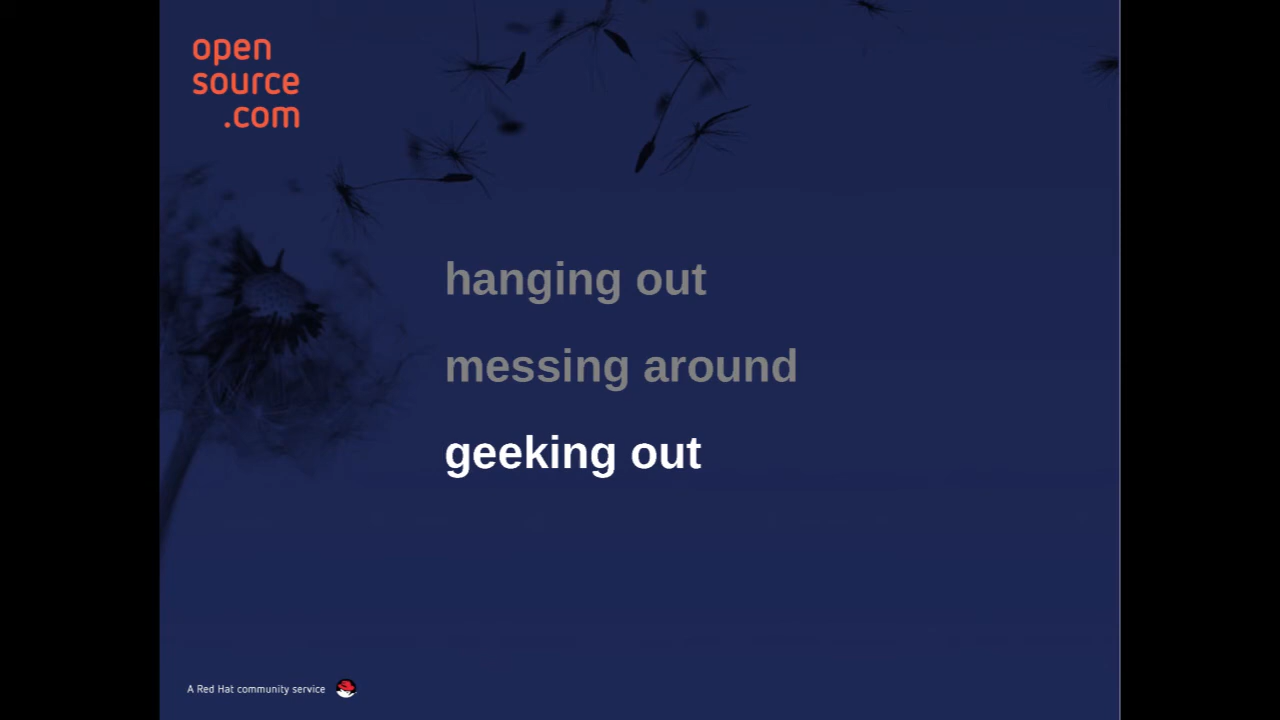 open
source
.com
hanging out
messing around
geeking out
A Red Hat community service